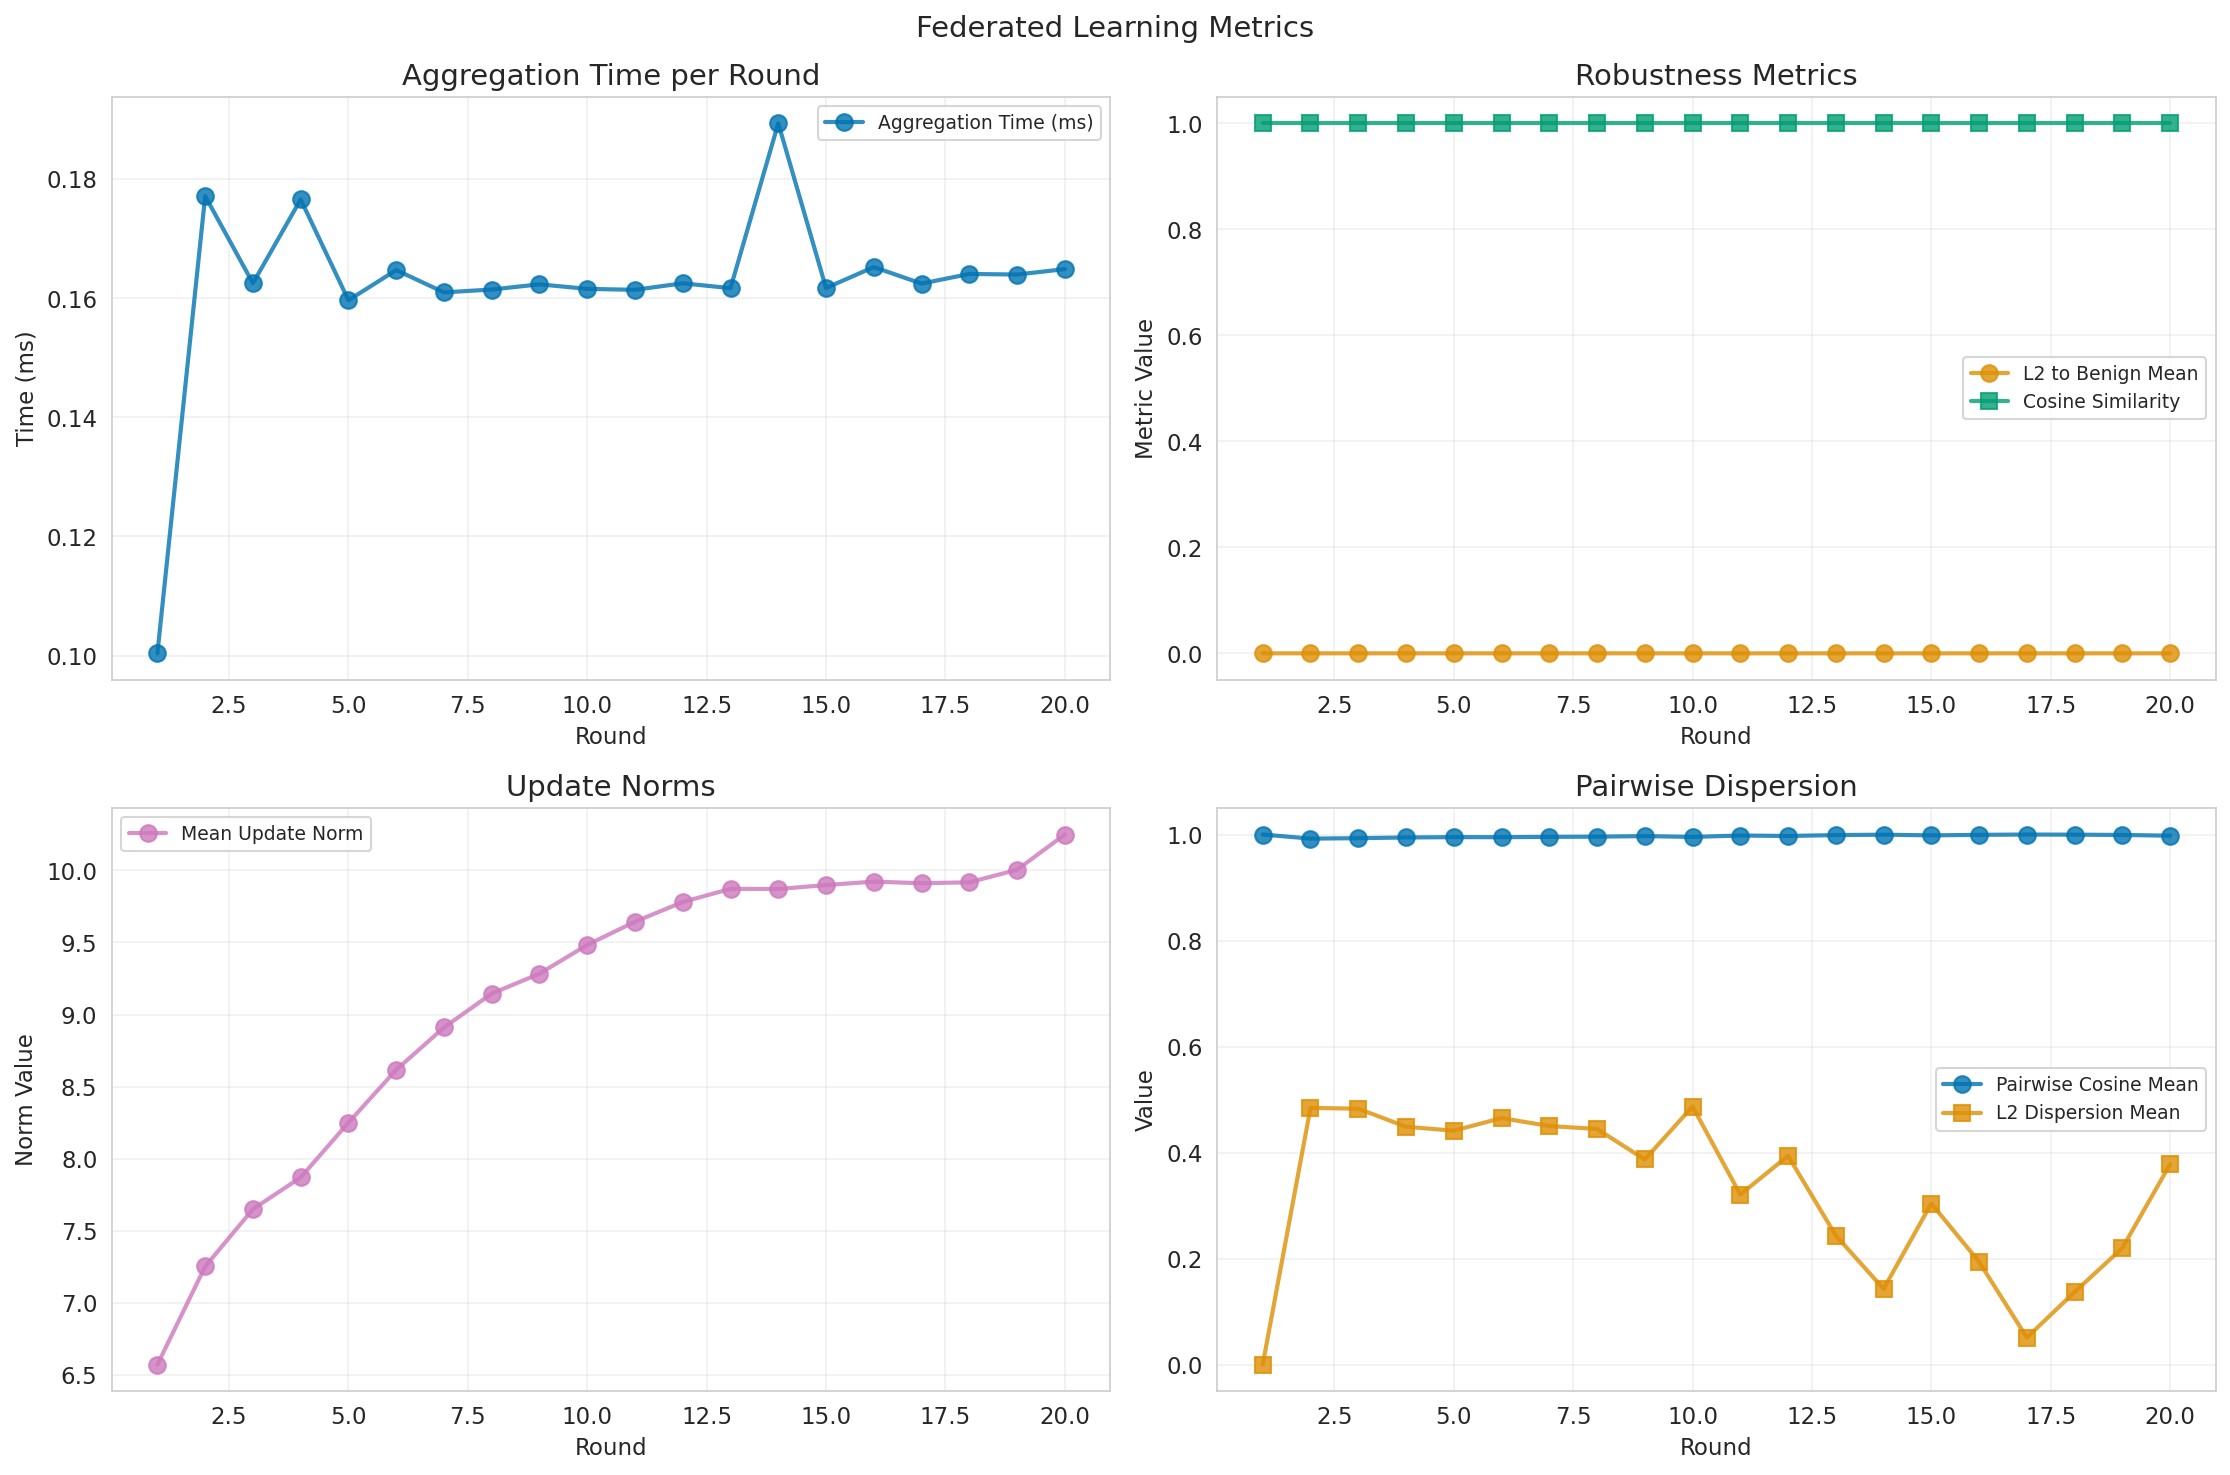 Federated Learning Metrics
Aggregation Time per Round
Aggregation Time (ms)
Time (ms)
0.18
0.16
0.14
0.12
0.10
2.5 5.0 7.5 10.0 12.5 15.0 17.5 20.0
Round
Robustness Metrics
L2 to Benign Mean
Cosine Similarity
Metric Value
1.0
0.8
0.6
0.4
0.2
0.0
2.5 5.0 7.5 10.0 12.5 15.0 17.5 20.0
Round
Update Norms
Mean Update Norm
Norm Value
10.0
9.5
9.0
8.5
8.0
7.5
7.0
6.5
2.5 5.0 7.5 10.0 12.5 15.0 17.5 20.0
Round
Pairwise Dispersion
Pairwise Cosine Mean
L2 Dispersion Mean
Value
1.0
0.8
0.6
0.4
0.2
0.0
2.5 5.0 7.5 10.0 12.5 15.0 17.5 20.0
Round